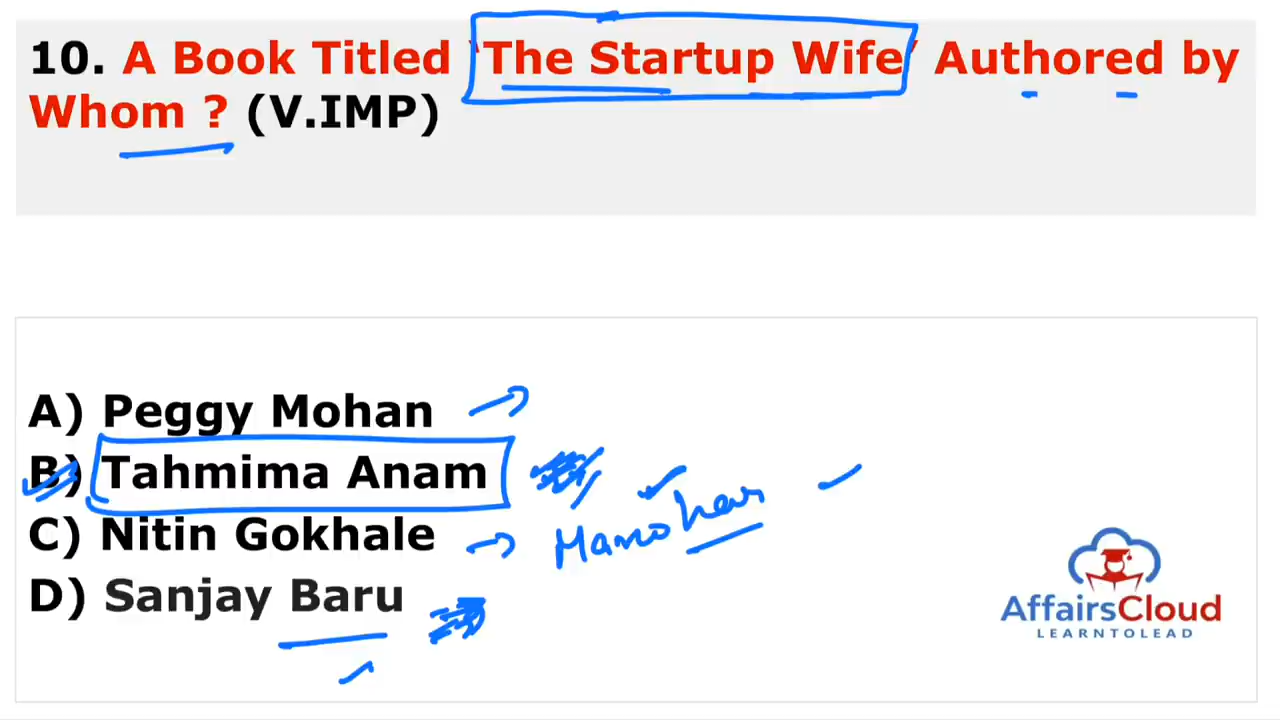 10. A Book Titled ‘The Startup Wife’ Authored by
Whom ? (V.IMP)
A) Peggy Mohan
B) Tahmima Anam
C) Nitin Gokhale
Manohar
D) Sanjay Baru
AffairsCloud
LEARNTOLEAD